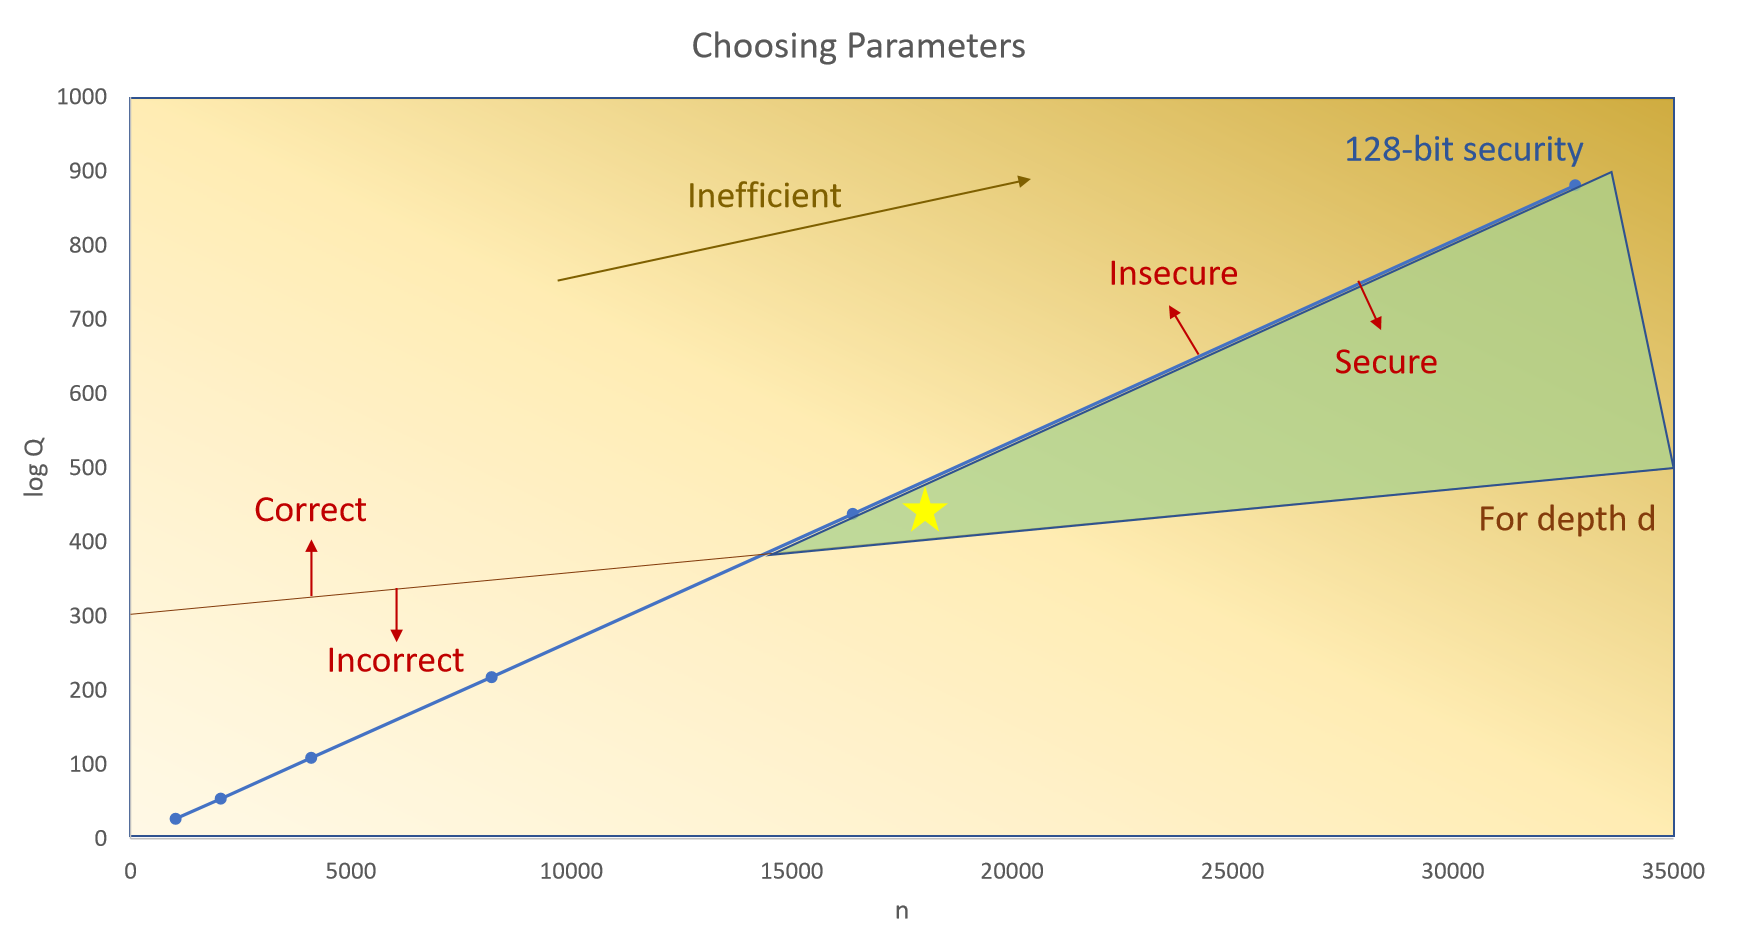 Choosing Parameters
1000
900
800
700
600
500
400
300
200
100
0
log Q
128-bit security
Inefficient
Insecure
Secure
Correct
For depth d
Incorrect
0
5000
10000
15000
20000
25000
30000
35000
n